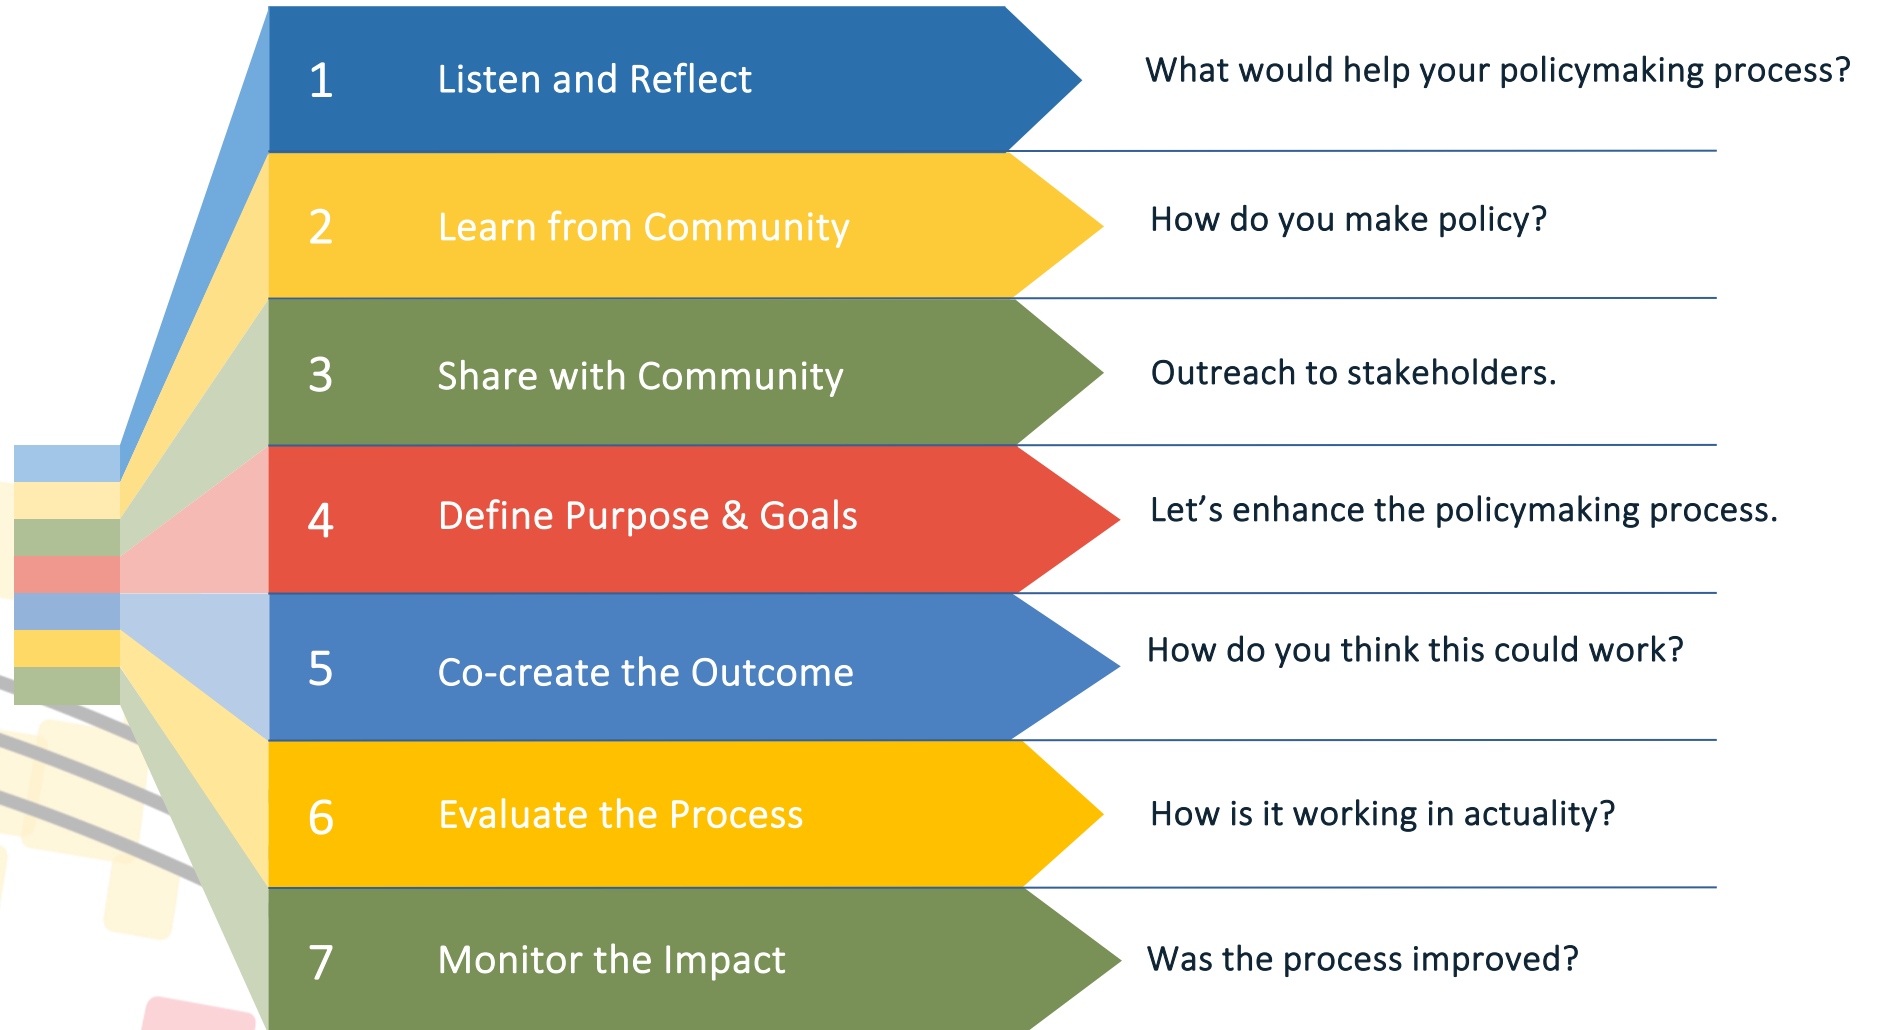 1 Listen and Reflect What would help your policymaking process?
2 Learn from Community How do you make policy?
3 Share with Community Outreach to stakeholders.
4 Define Purpose & Goals Let’s enhance the policymaking process.
5 Co-create the Outcome How do you think this could work?
6 Evaluate the Process How is it working in actuality?
7 Monitor the Impact Was the process improved?